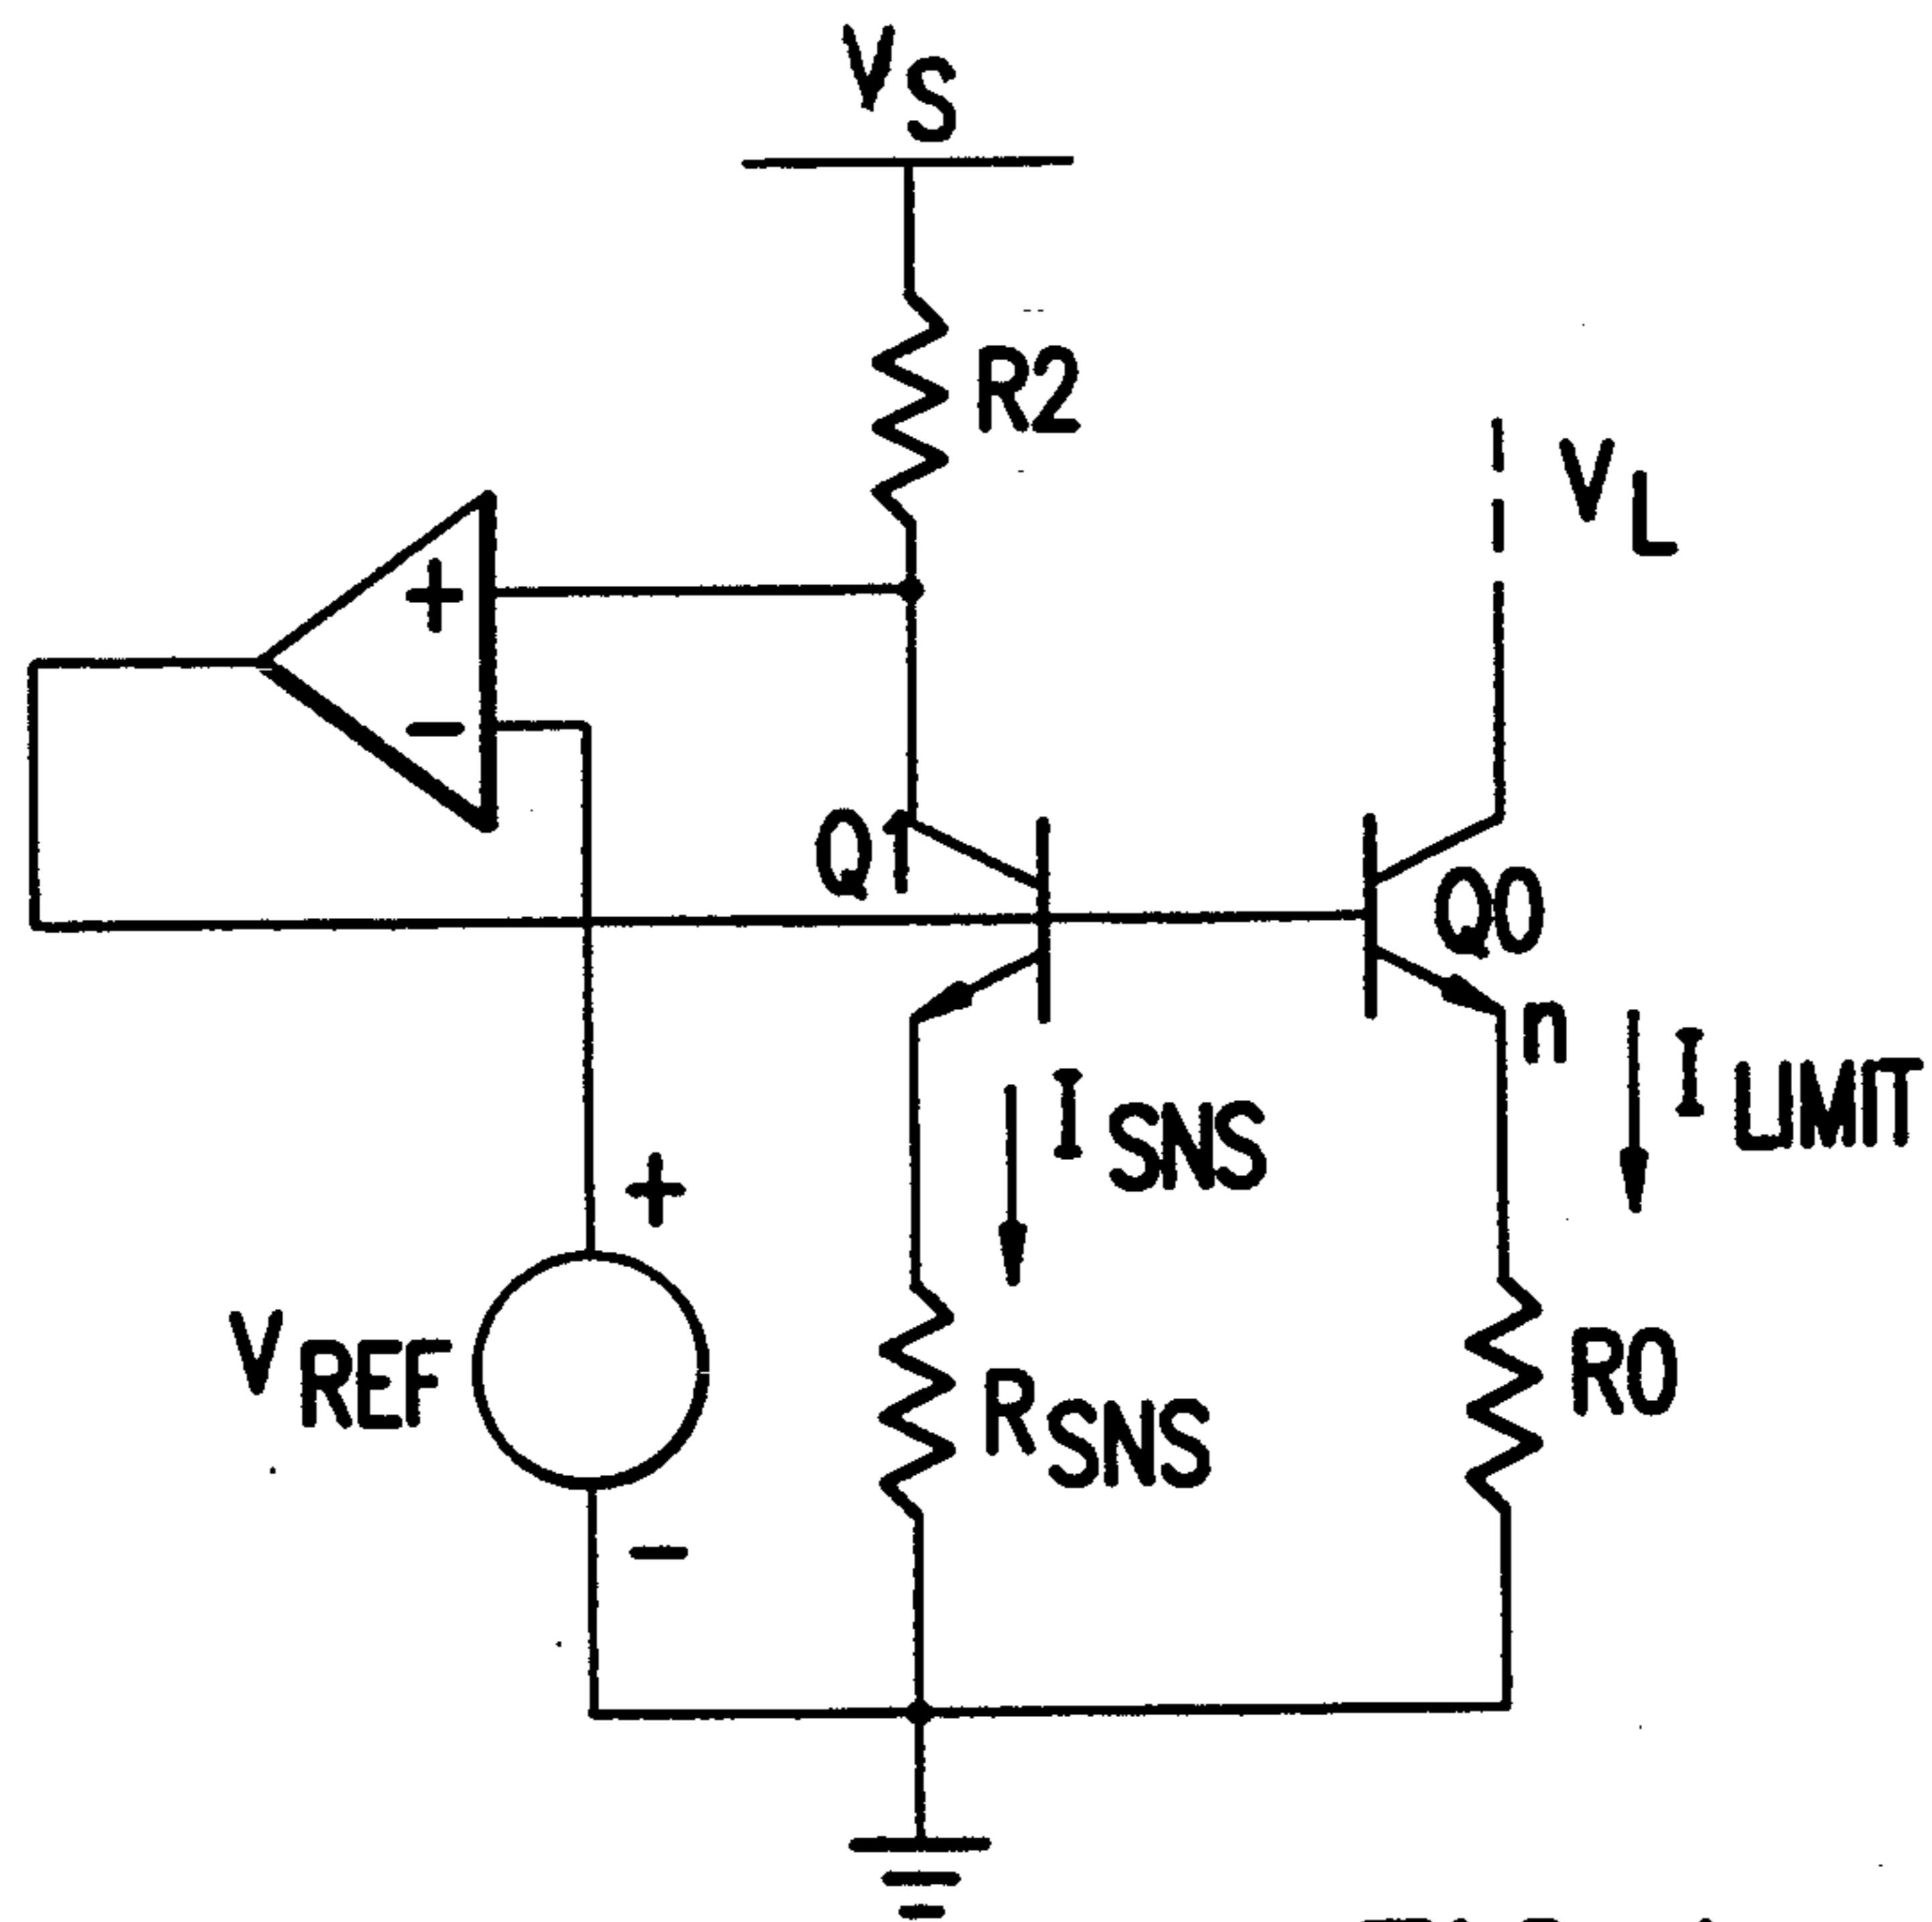 VS
R2
VL
+
−
Q1
Q0
n
ISNS
ILIMIT
+
VREF
RSNS
R0
−